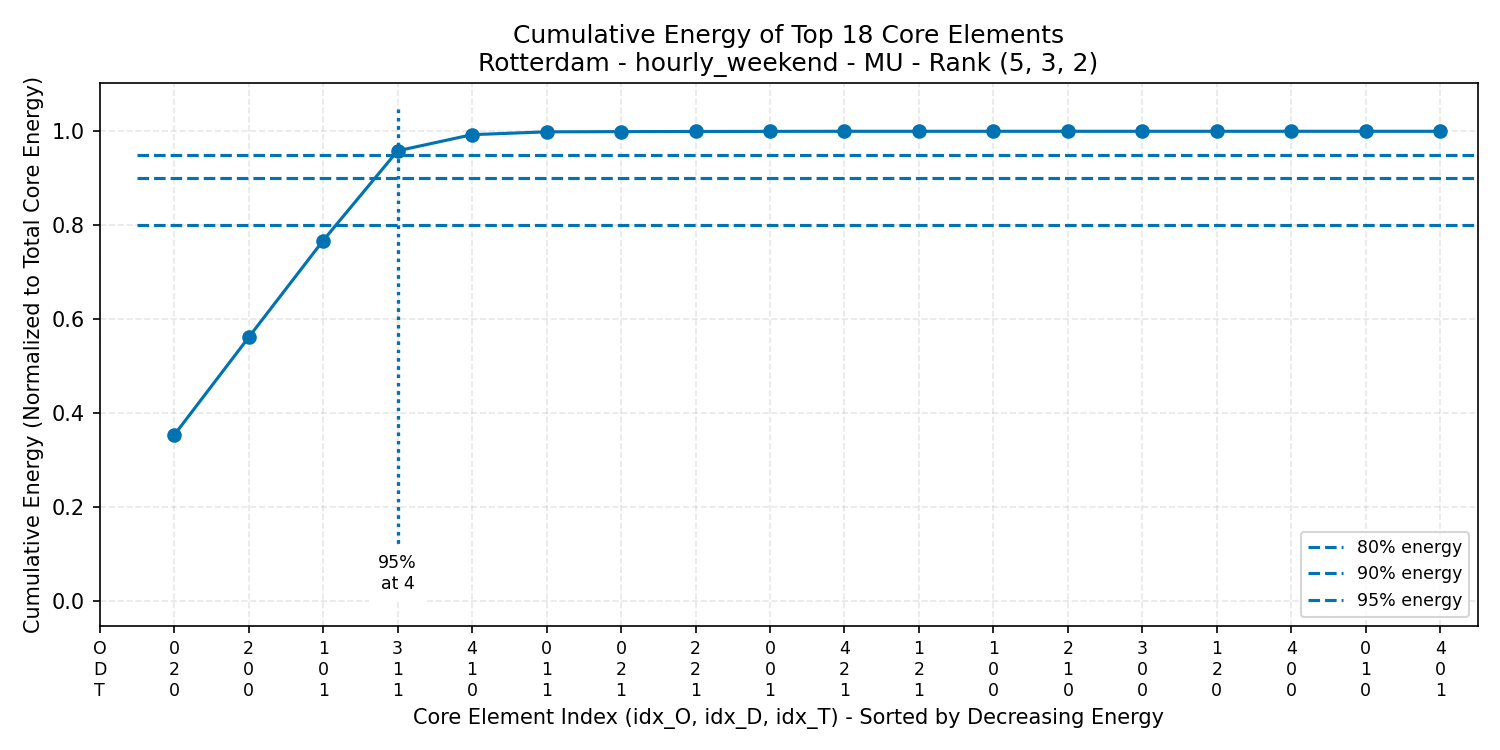 Cumulative Energy of Top 18 Core Elements
Rotterdam - hourly_weekend - MU - Rank (5, 3, 2)
Cumulative Energy (Normalized to Total Core Energy)
1.0
0.8
0.6
0.4
0.2
0.0
95%
at 4
80% energy
90% energy
95% energy
O 0 2 1 3 4 0 0 2 0 4 1 1 2 3 1 4 0 4
D 2 0 0 1 1 1 2 2 0 2 2 0 1 0 2 0 1 0
T 0 0 1 1 0 1 1 1 1 1 1 0 0 0 0 0 0 1
Core Element Index (idx_O, idx_D, idx_T) - Sorted by Decreasing Energy